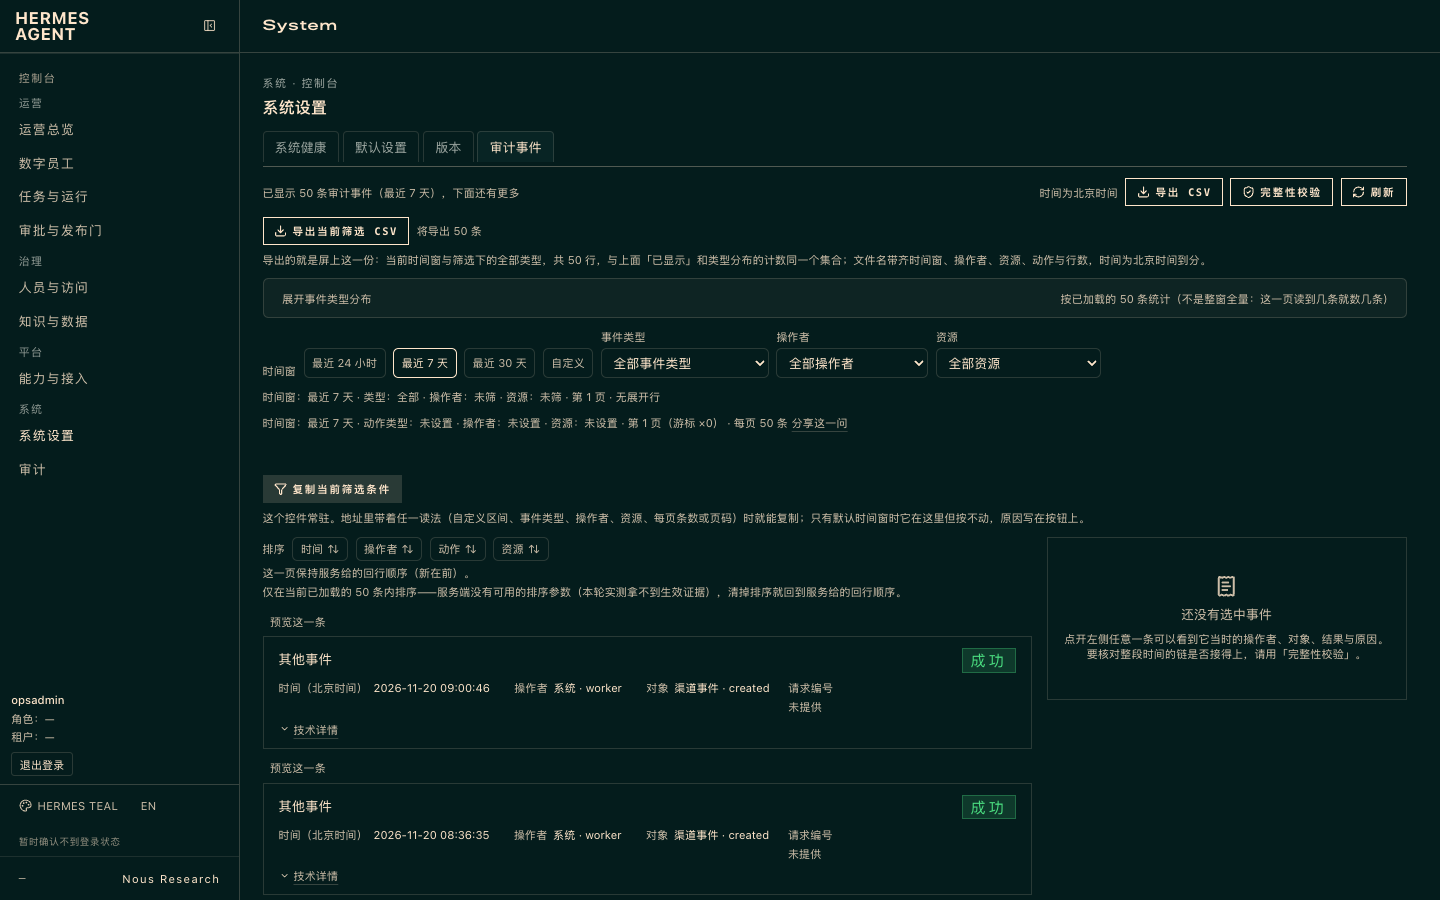 HERMES
AGENT
System
控制台
运营
运营总览
数字员工
任务与运行
审批与发布门
治理
人员与访问
知识与数据
平台
能力与接入
系统
系统设置
审计
opsadmin
角色：—
租户：—
退出登录
HERMES TEAL EN
暂时确认不到登录状态
— Nous Research
系统 · 控制台
系统设置
系统健康 默认设置 版本 审计事件
已显示 50 条审计事件（最近 7 天），下面还有更多
时间为北京时间 导出 CSV 完整性校验 刷新
导出当前筛选 CSV 将导出 50 条
导出的就是屏上这一份：当前时间窗与筛选下的全部类型，共 50 行，与上面「已显示」和类型分布的计数同一个集合；文件名带齐时间窗、操作者、资源、动作与行数，时间为北京时间到分。
展开事件类型分布 按已加载的 50 条统计（不是整窗全量：这一页读到几条就数几条）
事件类型 操作者 资源
时间窗 最近 24 小时 最近 7 天 最近 30 天 自定义 全部事件类型 全部操作者 全部资源
时间窗：最近 7 天 · 类型：全部 · 操作者：未筛 · 资源：未筛 · 第 1 页 · 无展开行
时间窗：最近 7 天 · 动作类型：未设置 · 操作者：未设置 · 资源：未设置 · 第 1 页（游标 ×0） · 每页 50 条 分享这一问
复制当前筛选条件
这个控件常驻。地址里带着任一读法（自定义区间、事件类型、操作者、资源、每页条数或页码）时就能复制；只有默认时间窗时它在这里但按不动，原因写在按钮上。
排序 时间 ⇅ 操作者 ⇅ 动作 ⇅ 资源 ⇅
这一页保持服务给的回行顺序（新在前）。
仅在当前已加载的 50 条内排序——服务端没有可用的排序参数（本轮实测拿不到生效证据），清掉排序就回到服务给的回行顺序。
预览这一条
其他事件 成功
时间（北京时间） 2026-11-20 09:00:46 操作者 系统 · worker 对象 渠道事件 · created 请求编号
未提供
技术详情
预览这一条
其他事件 成功
时间（北京时间） 2026-11-20 08:36:35 操作者 系统 · worker 对象 渠道事件 · created 请求编号
未提供
技术详情
还没有选中事件
点开左侧任意一条可以看到它当时的操作者、对象、结果与原因。
要核对整段时间的链是否接得上，请用「完整性校验」。